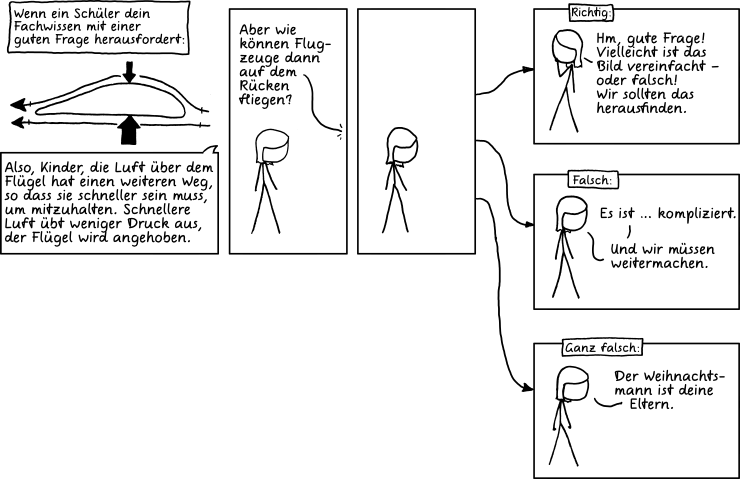 Wenn ein Schüler dein
Fachwissen mit einer
guten Frage herausfordert:
Also, Kinder, die Luft über dem
Flügel hat einen weiteren Weg,
so dass sie schneller sein muss,
um mitzuhalten. Schnellere
Luft übt weniger Druck aus,
der Flügel wird angehoben.
Aber wie
können Flug-
zeuge dann
auf dem
Rücken
fliegen?
Richtig:
Hm, gute Frage!
Vielleicht ist das
Bild vereinfacht –
oder falsch!
Wir sollten das
herausfinden.
Falsch:
Es ist ... kompliziert.
Und wir müssen
weitermachen.
Ganz falsch:
Der Weihnachts-
mann ist deine
Eltern.